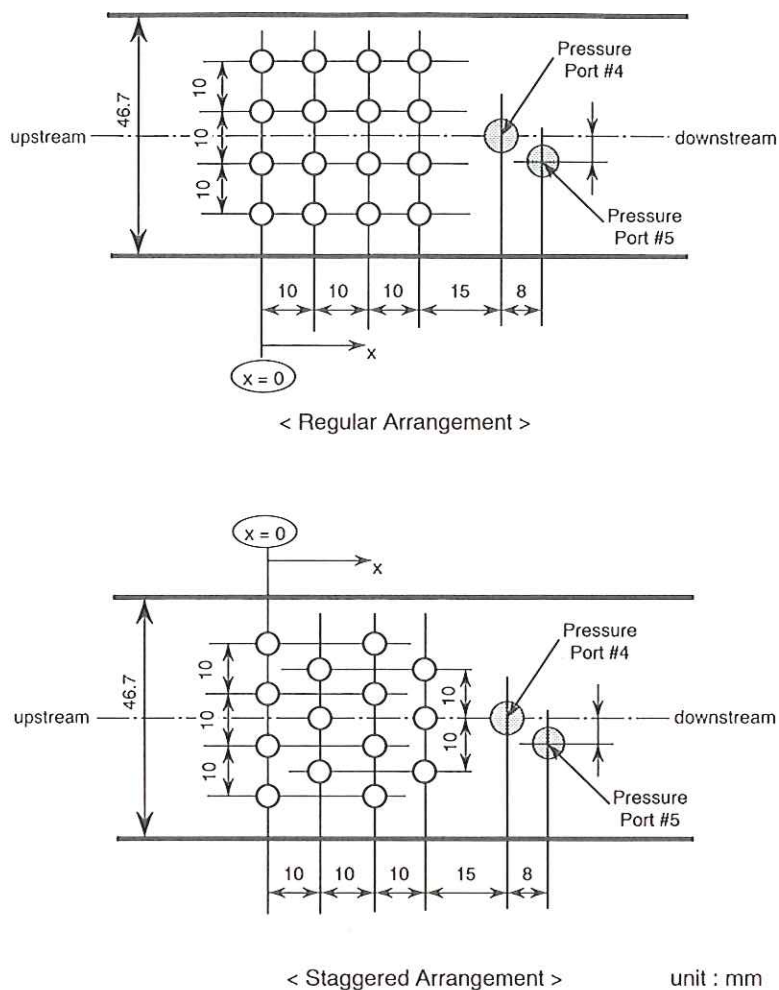 Pressure
Port #4
46.7
10
10
10
upstream
downstream
Pressure
Port #5
10
10
10
15
8
x
x = 0
< Regular Arrangement >
x = 0
x
Pressure
Port #4
46.7
10
10
10
10
10
upstream
downstream
Pressure
Port #5
10
10
10
15
8
< Staggered Arrangement >
unit : mm